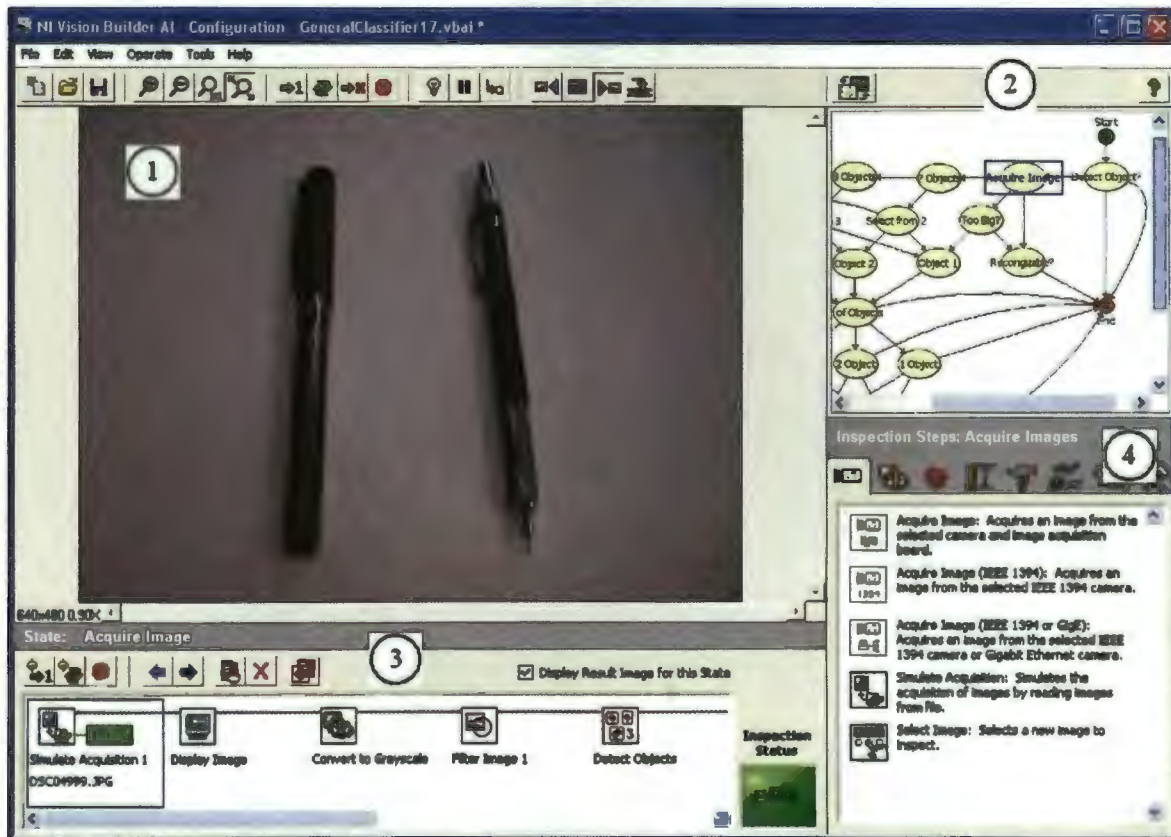 NI Vision Builder AI Configuration GeneralClassifier17.vbai *
File Edit View Operate Tools Help
1
2
Start
Objects
? Objects
Acquire Image
Detect Object
3
Select from 2
Too Big?
Object 2
Object 1
of Objects
End
2 Object
1 Object
Inspection Steps: Acquire Images
4
Acquire Image: Acquires an image from the
selected camera and image acquisition
board.
Acquire Image (IEEE 1394): Acquires an
image from the selected IEEE 1394 camera.
1394
Acquire Image (IEEE 1394 or GigE):
Acquires an image from the selected IEEE
1394 camera or Gigabit Ethernet camera.
Simulate Acquisition: Simulates the
acquisition of images by reading images
from file.
Select Image: Selects a new image to
inspect.
640x480 0.90X
State: Acquire Image
3
Display Result Image for this State
Simulate Acquisition 1
Display Image
Convert to Greyscale
Filter Image 1
Detect Objects
DSC04999.JPG
Inspection
Status